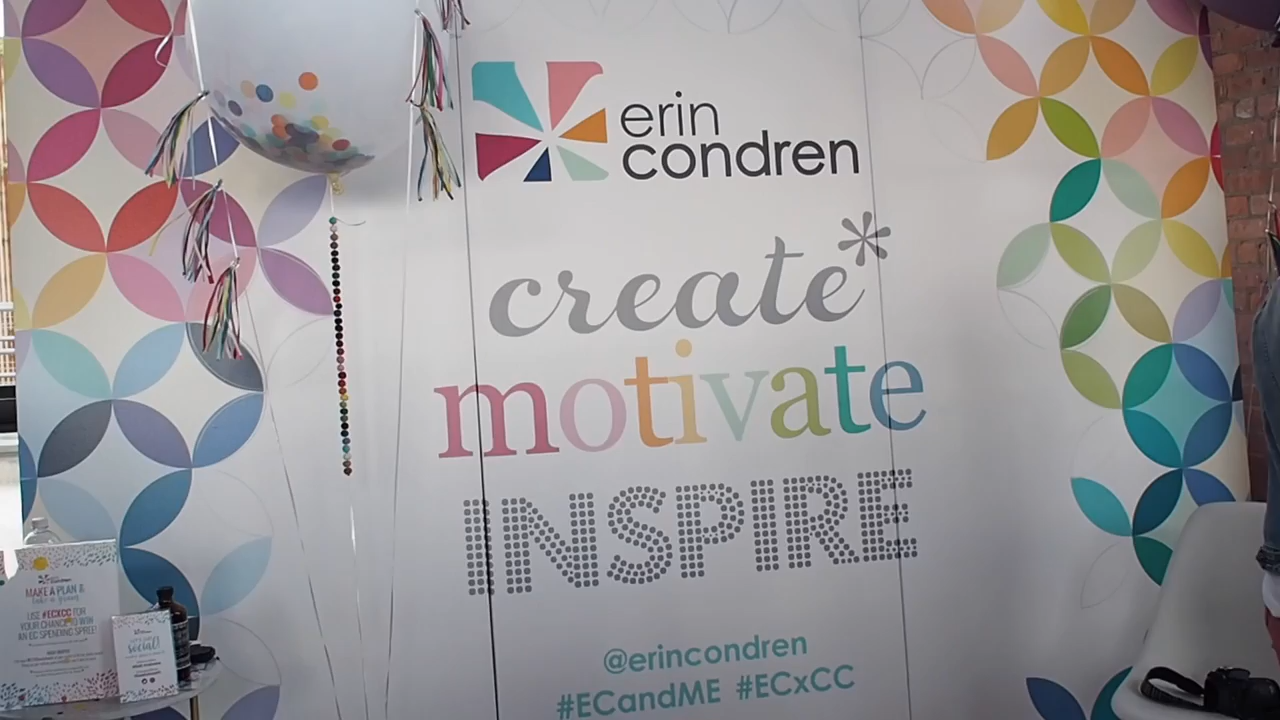 erin
condren
create*
motivate
INSPIRE
@erincondren
#ECandME #ECxCC
condren
MAKE A PLAN &
USE #ECXCC FOR
YOUR CHANCE TO WIN
AN EC SPENDING SPREE!
social!